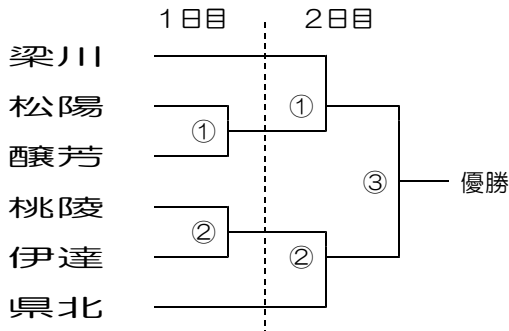 １日目 ２日目
梁川
松陽
①
①
醸芳
③ 優勝
桃陵
②
伊達
②
県北